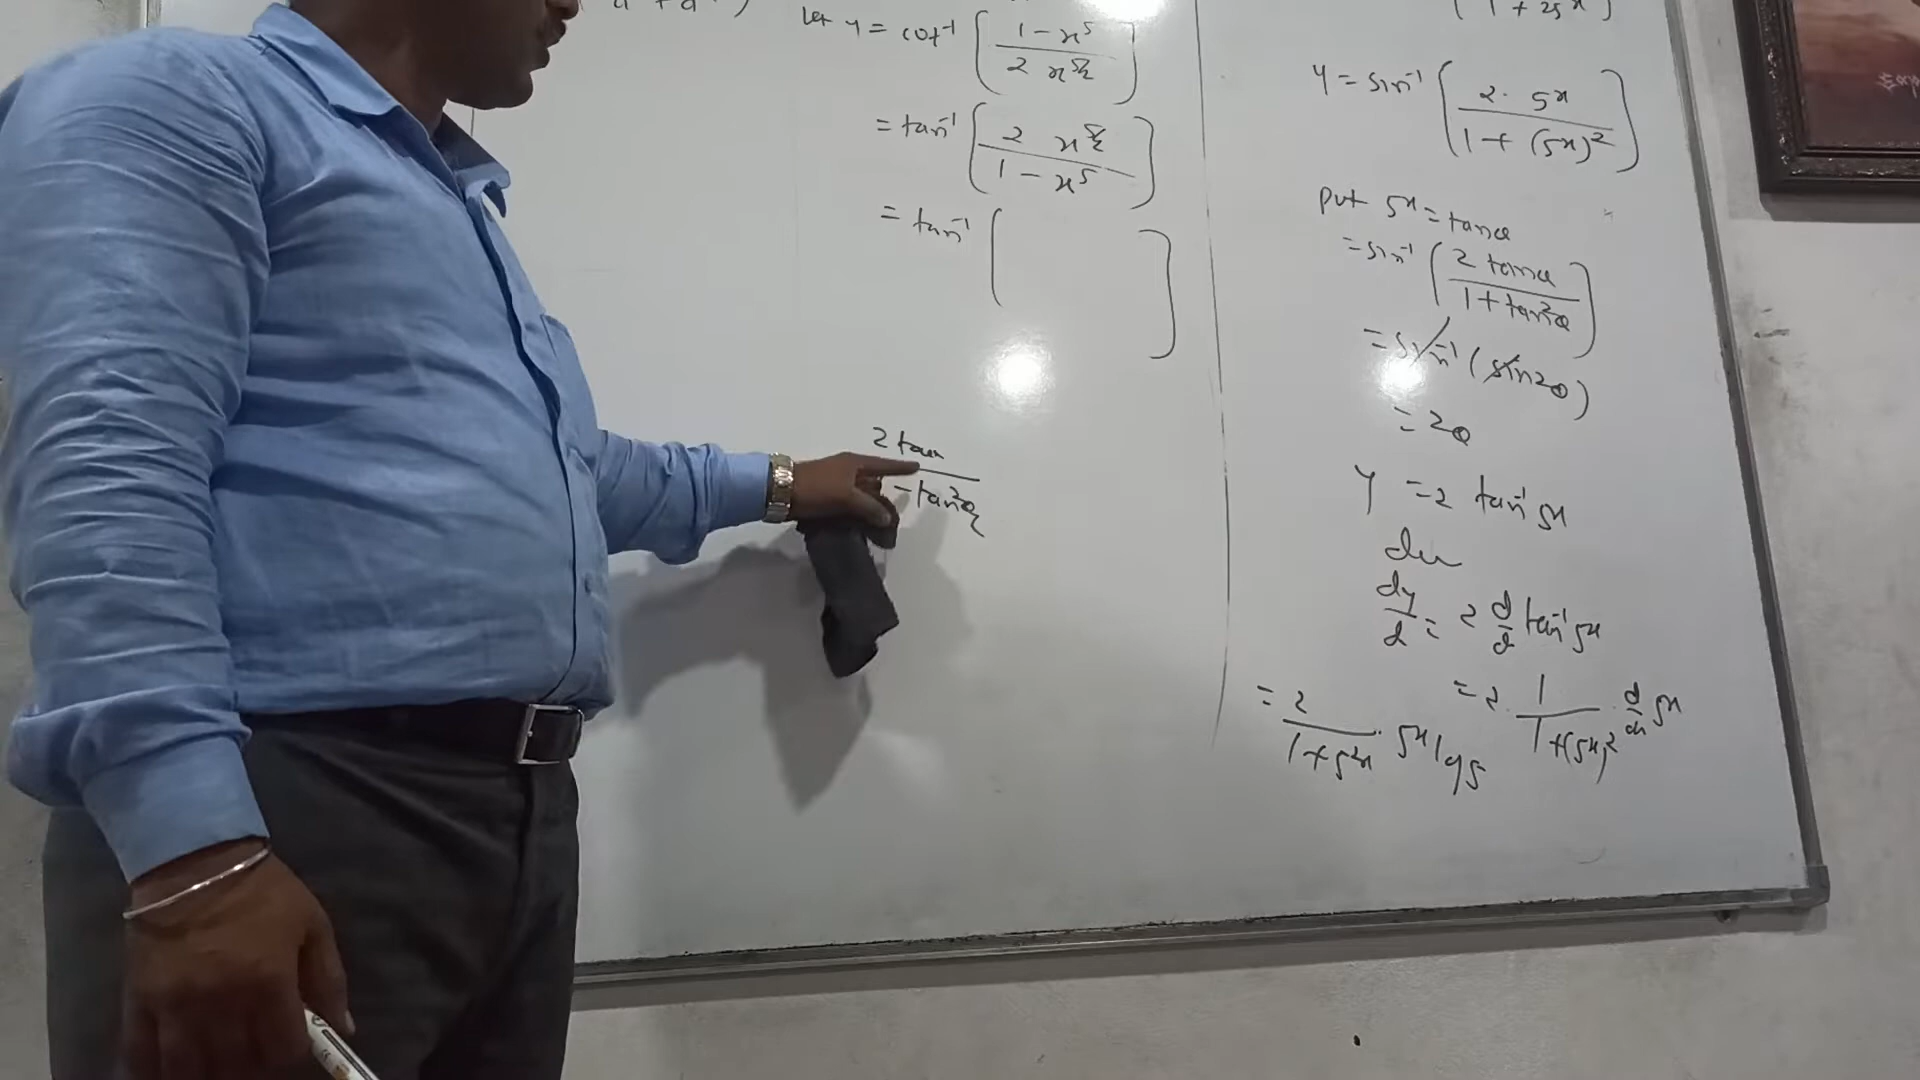 Let y = cot⁻¹ [ (1 - x⁵) / (2 x^(5/2)) ]
= tan⁻¹ [ (2 x^(5/2)) / (1 - x⁵) ]
= tan⁻¹ [ ]
2 tan
- tan²θ
1 + 25ˣ )
y = sin⁻¹ ( (2 · 5ˣ) / (1 + (5ˣ)²) )
put 5ˣ = tanθ
= sin⁻¹ ( (2 tanθ) / (1 + tan²θ) )
= sin⁻¹ (sin2θ)
= 2θ
y = 2 tan⁻¹ 5ˣ
du
dy/d = 2 d/d tan⁻¹ 5ˣ
= 2 · 1 / (1 + (5ˣ)²) · d/dx 5ˣ
= 2 / (1 + 5²ˣ) · 5ˣ log5